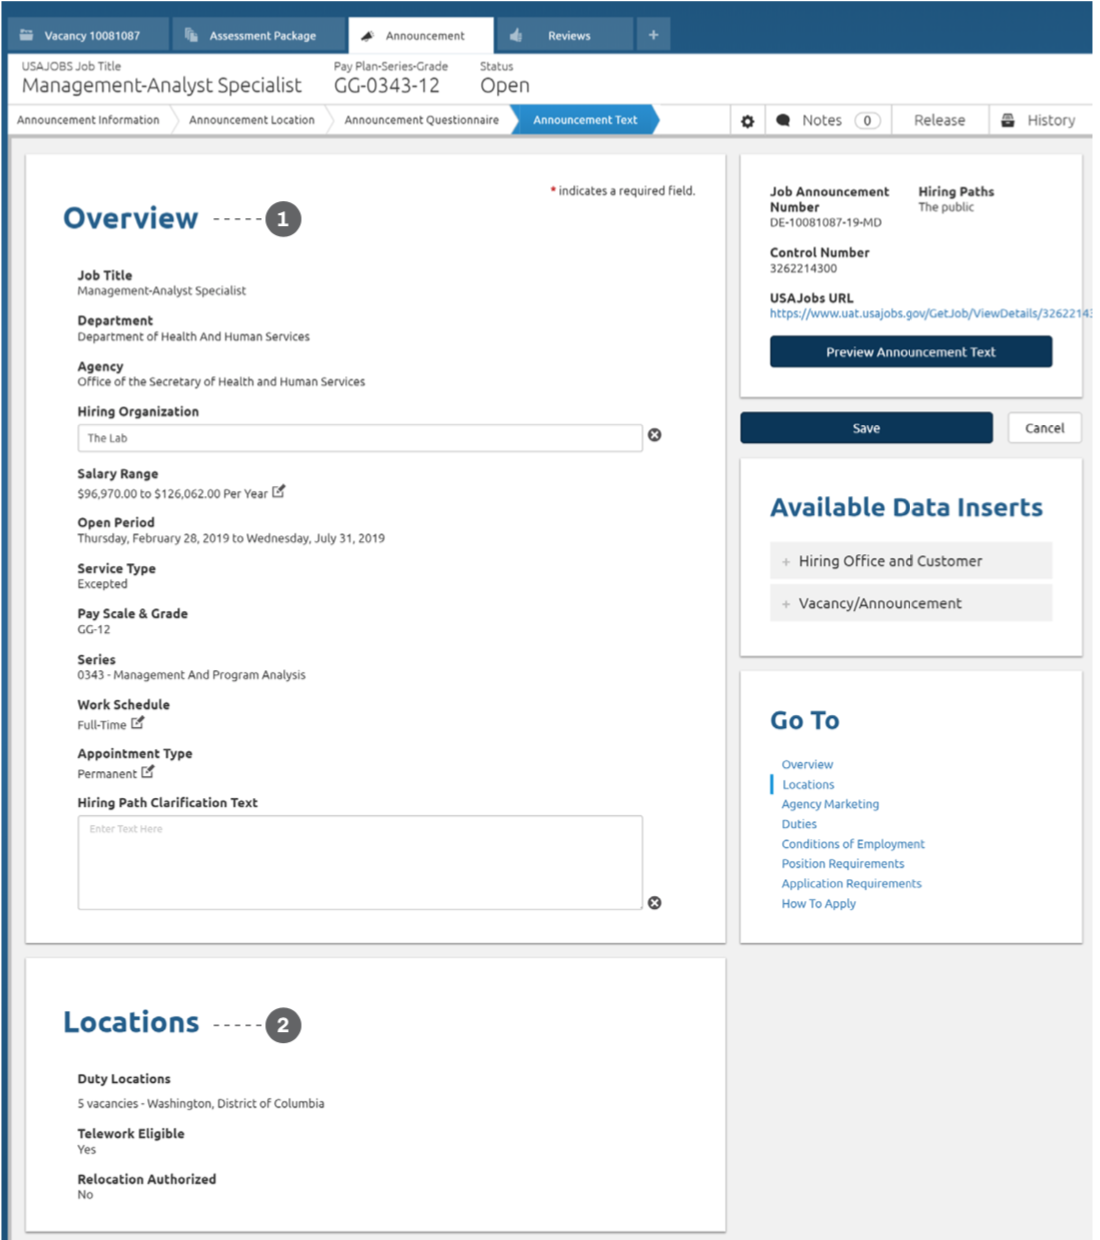 Vacancy 10081087
Assessment Package
Announcement
Reviews
+
USAJOBS Job Title
Management-Analyst Specialist
Pay Plan-Series-Grade
GG-0343-12
Status
Open
Announcement Information
Announcement Location
Announcement Questionnaire
Announcement Text
Notes 0
Release
History
* indicates a required field.
Overview 1
Job Title
Management-Analyst Specialist
Department
Department of Health And Human Services
Agency
Office of the Secretary of Health and Human Services
Hiring Organization
The Lab
Salary Range
$96,970.00 to $126,062.00 Per Year
Open Period
Thursday, February 28, 2019 to Wednesday, July 31, 2019
Service Type
Excepted
Pay Scale & Grade
GG-12
Series
0343 - Management And Program Analysis
Work Schedule
Full-Time
Appointment Type
Permanent
Hiring Path Clarification Text
Enter Text Here
Locations 2
Duty Locations
5 vacancies - Washington, District of Columbia
Telework Eligible
Yes
Relocation Authorized
No
Job Announcement
Number
DE-10081087-19-MD
Hiring Paths
The public
Control Number
3262214300
USAJobs URL
https://www.uat.usajobs.gov/GetJob/ViewDetails/3262214
Preview Announcement Text
Save
Cancel
Available Data Inserts
+ Hiring Office and Customer
+ Vacancy/Announcement
Go To
Overview
Locations
Agency Marketing
Duties
Conditions of Employment
Position Requirements
Application Requirements
How To Apply